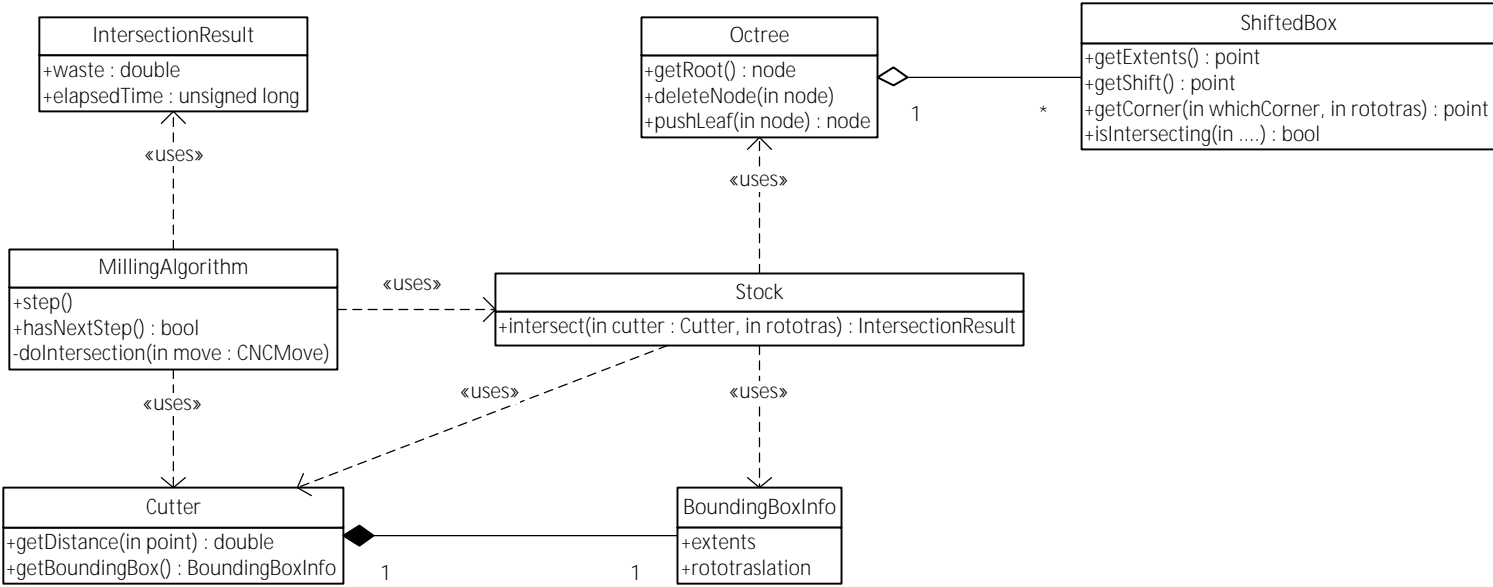 IntersectionResult
+waste : double
+elapsedTime : unsigned long
Octree
+getRoot() : node
+deleteNode(in node)
+pushLeaf(in node) : node
1
*
ShiftedBox
+getExtents() : point
+getShift() : point
+getCorner(in whichCorner, in rototras) : point
+isIntersecting(in ....) : bool
«uses»
«uses»
MillingAlgorithm
+step()
+hasNextStep() : bool
-doIntersection(in move : CNCMove)
«uses»
Stock
+intersect(in cutter : Cutter, in rototras) : IntersectionResult
«uses»
«uses»
«uses»
Cutter
+getDistance(in point) : double
+getBoundingBox() : BoundingBoxInfo
1
1
BoundingBoxInfo
+extents
+rototraslation